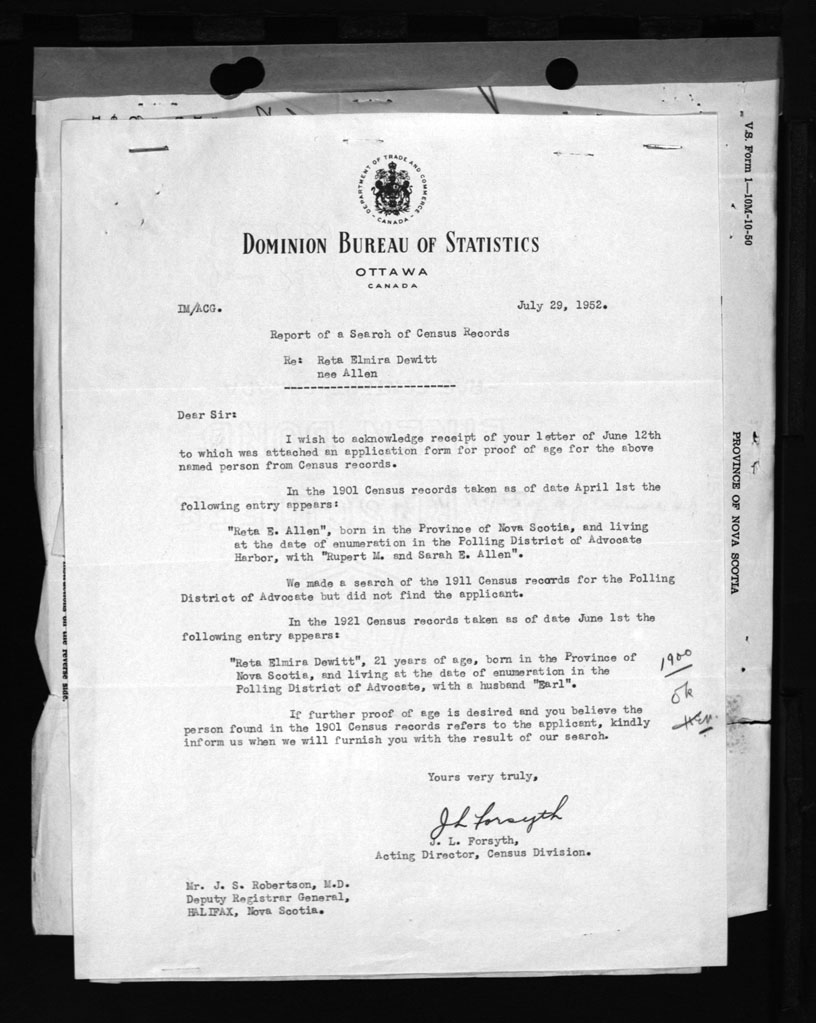 DEPARTMENT OF TRADE AND COMMERCE
- CANADA -
DOMINION BUREAU OF STATISTICS
OTTAWA
CANADA
IM/ACG.
July 29, 1952.
Report of a Search of Census Records
Re: Reta Elmira Dewitt
nee Allen
--------------------------
Dear Sir:
I wish to acknowledge receipt of your letter of June 12th
to which was attached an application form for proof of age for the above
named person from Census records.
In the 1901 Census records taken as of date April 1st the
following entry appears:
"Reta E. Allen", born in the Province of Nova Scotia, and living
at the date of enumeration in the Polling District of Advocate
Harbor, with "Rupert M. and Sarah E. Allen".
We made a search of the 1911 Census records for the Polling
District of Advocate but did not find the applicant.
In the 1921 Census records taken as of date June 1st the
following entry appears:
"Reta Elmira Dewitt", 21 years of age, born in the Province of
Nova Scotia, and living at the date of enumeration in the
Polling District of Advocate, with a husband "Earl".
If further proof of age is desired and you believe the
person found in the 1901 Census records refers to the applicant, kindly
inform us when we will furnish you with the result of our search.
1900
ok
Yours very truly,
J L Forsyth
J. L. Forsyth,
Acting Director, Census Division.
Mr. J. S. Robertson, M.D.
Deputy Registrar General,
HALIFAX, Nova Scotia.
V.S. Form 1—10M-10-50
PROVINCE OF NOVA SCOTIA